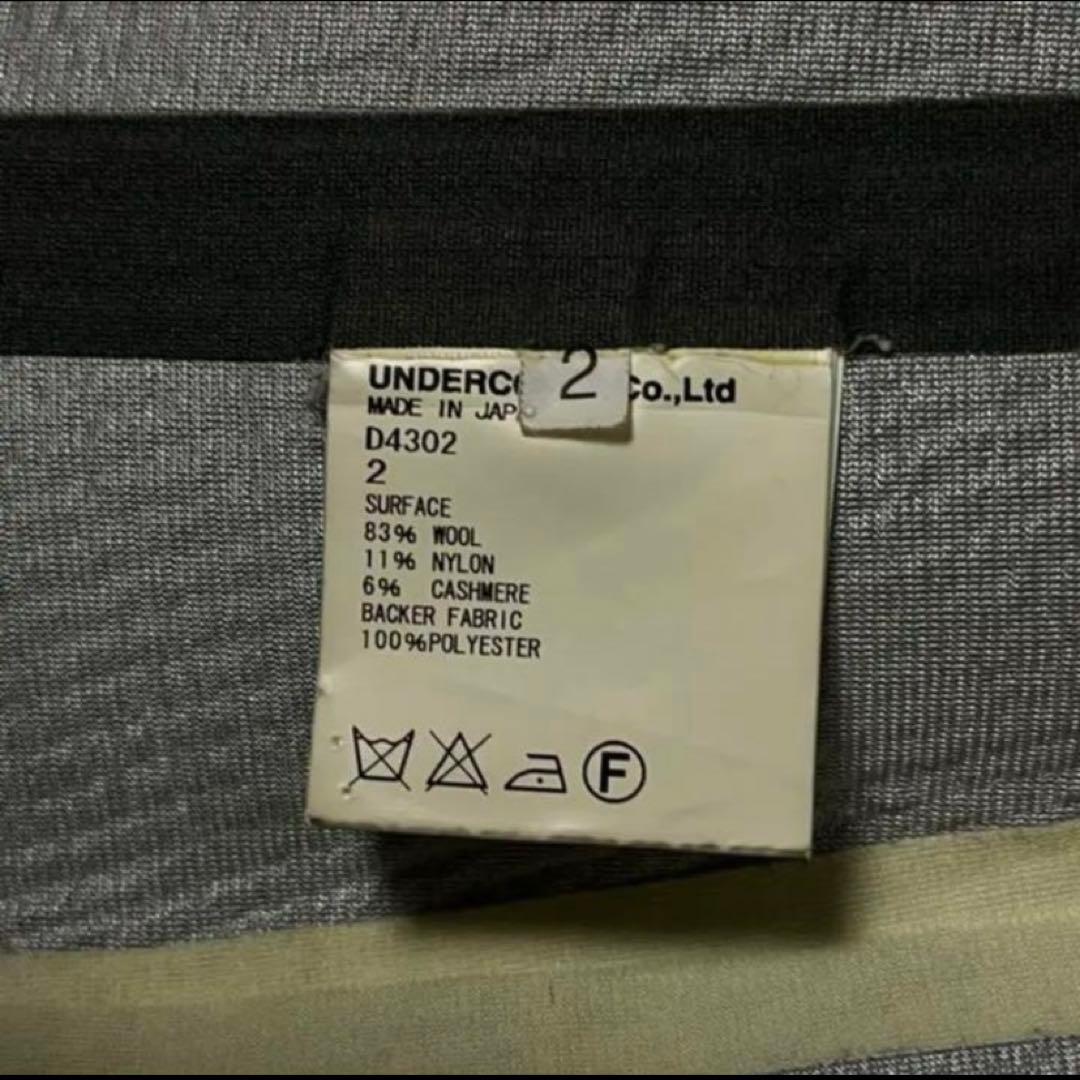 2
UNDERC Co.,Ltd
MADE IN JAP
D4302
2
SURFACE
83% WOOL
11% NYLON
6% CASHMERE
BACKER FABRIC
100%POLYESTER
F